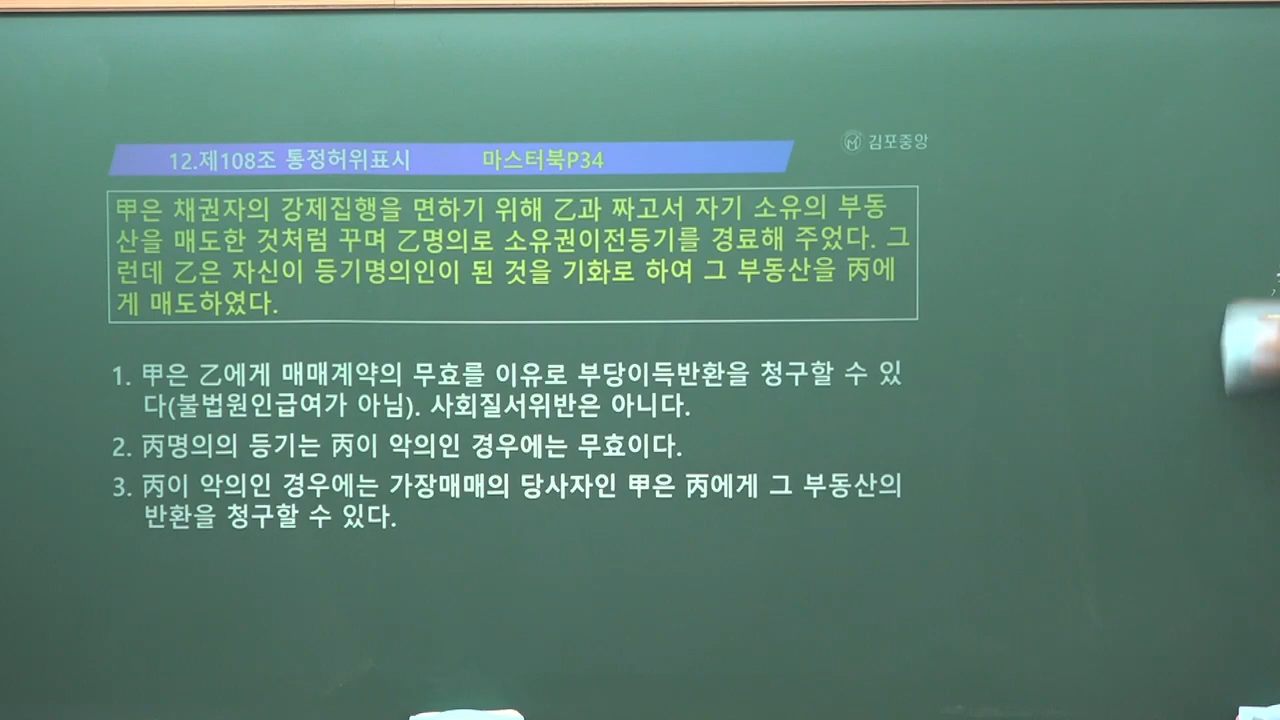 12.제108조 통정허위표시 마스터북P34
김포중앙
甲은 채권자의 강제집행을 면하기 위해 乙과 짜고서 자기 소유의 부동
산을 매도한 것처럼 꾸며 乙명의로 소유권이전등기를 경료해 주었다. 그
런데 乙은 자신이 등기명의인이 된 것을 기화로 하여 그 부동산을 丙에
게 매도하였다.
1. 甲은 乙에게 매매계약의 무효를 이유로 부당이득반환을 청구할 수 있
다(불법원인급여가 아님). 사회질서위반은 아니다.
2. 丙명의의 등기는 丙이 악의인 경우에는 무효이다.
3. 丙이 악의인 경우에는 가장매매의 당사자인 甲은 丙에게 그 부동산의
반환을 청구할 수 있다.